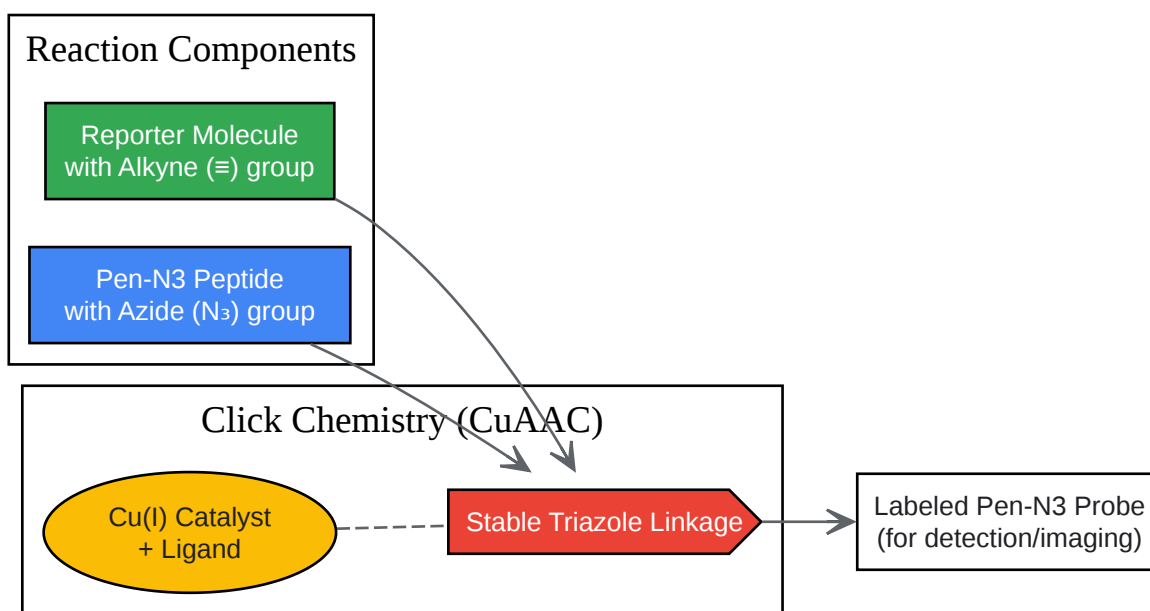 Reaction Components
Reporter Molecule
with Alkyne (≡) group
Pen-N3 Peptide
with Azide (N₃) group
Click Chemistry (CuAAC)
Cu(I) Catalyst
+ Ligand
Stable Triazole Linkage
Labeled Pen-N3 Probe
(for detection/imaging)